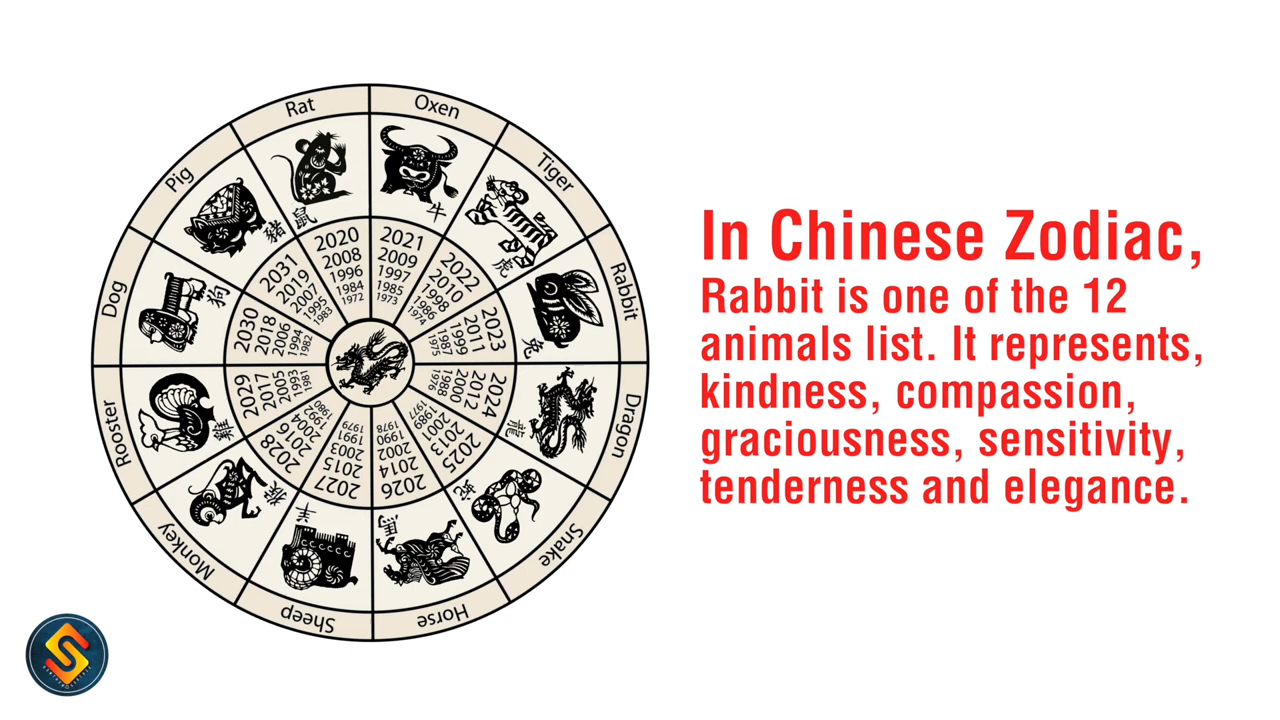 Rat
Oxen
Tiger
Rabbit
Dragon
Snake
Horse
Sheep
Monkey
Rooster
Dog
Pig
鼠
牛
虎
兔
龍
蛇
馬
羊
猴
雞
狗
豬
2020
2008
1996
1984
1972
2021
2009
1997
1985
1973
2022
2010
1998
1986
1974
2023
2011
1999
1987
1975
2024
2012
2000
1988
1976
2025
2013
2001
1989
1977
2026
2014
2002
1990
1978
2027
2015
2003
1991
1979
2028
2016
2004
1992
1980
2029
2017
2005
1993
1981
2030
2018
2006
1994
1982
2031
2019
2007
1995
1983
In Chinese Zodiac,
Rabbit is one of the 12
animals list. It represents,
kindness, compassion,
graciousness, sensitivity,
tenderness and elegance.
S